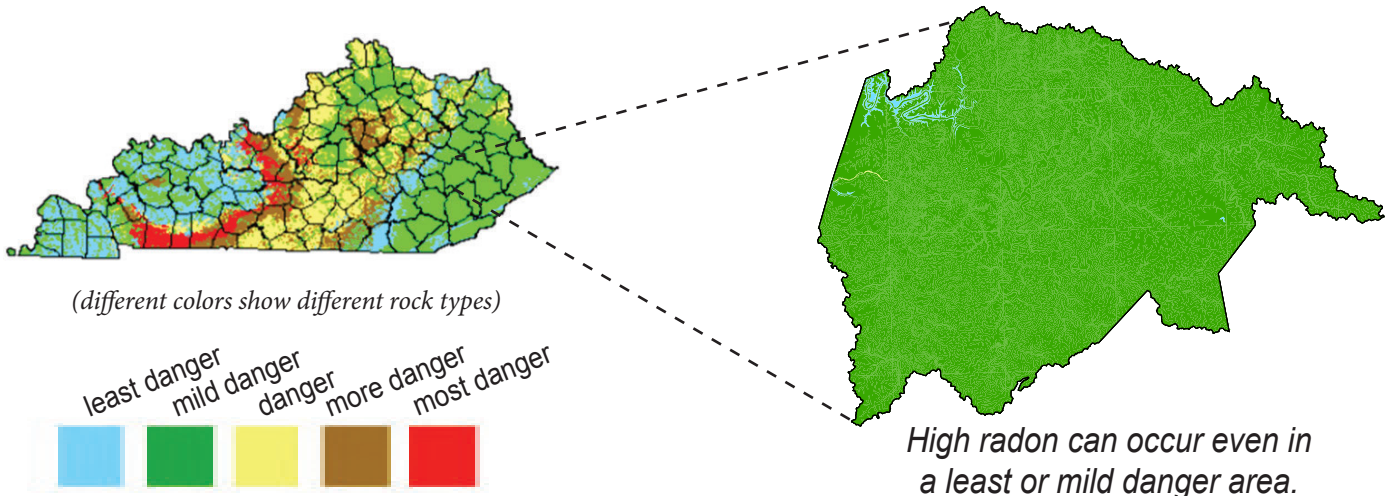 (different colors show different rock types)
least danger
mild danger
danger
more danger
most danger
High radon can occur even in
a least or mild danger area.